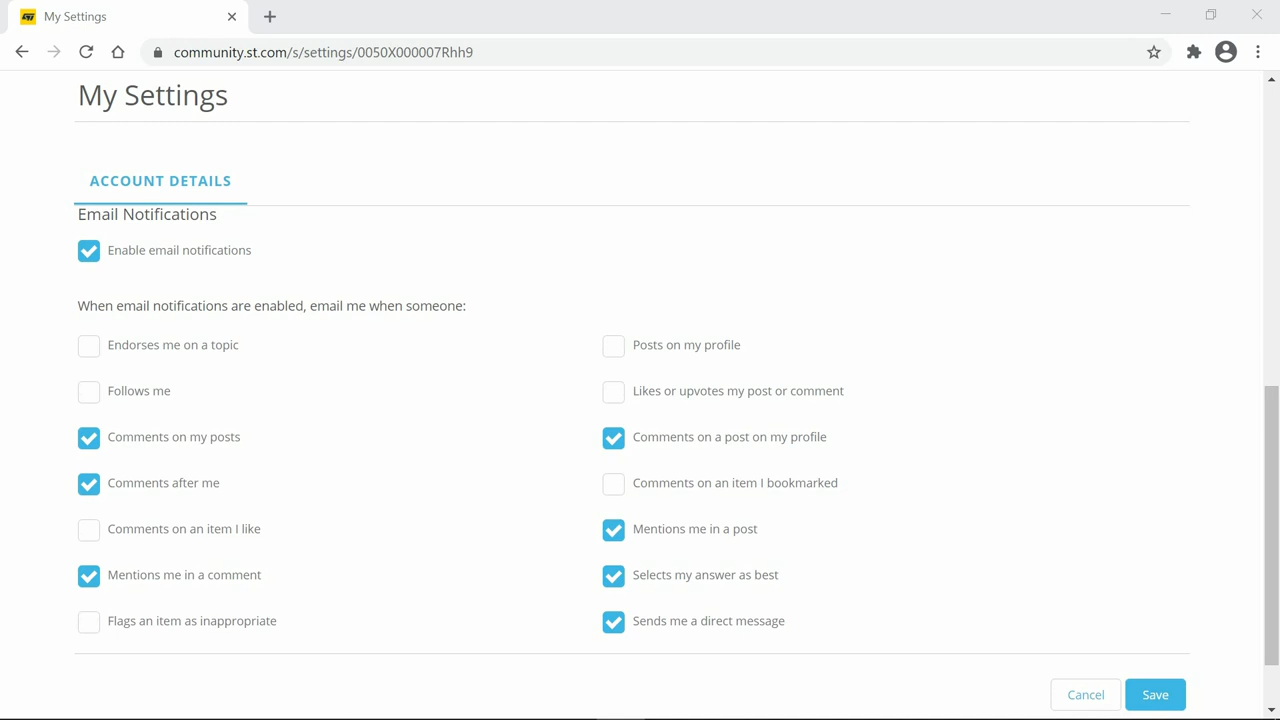 My Settings
community.st.com/s/settings/0050X000007Rhh9
My Settings
ACCOUNT DETAILS
Email Notifications
Enable email notifications
When email notifications are enabled, email me when someone:
Endorses me on a topic
Posts on my profile
Follows me
Likes or upvotes my post or comment
Comments on my posts
Comments on a post on my profile
Comments after me
Comments on an item I bookmarked
Comments on an item I like
Mentions me in a post
Mentions me in a comment
Selects my answer as best
Flags an item as inappropriate
Sends me a direct message
Cancel
Save